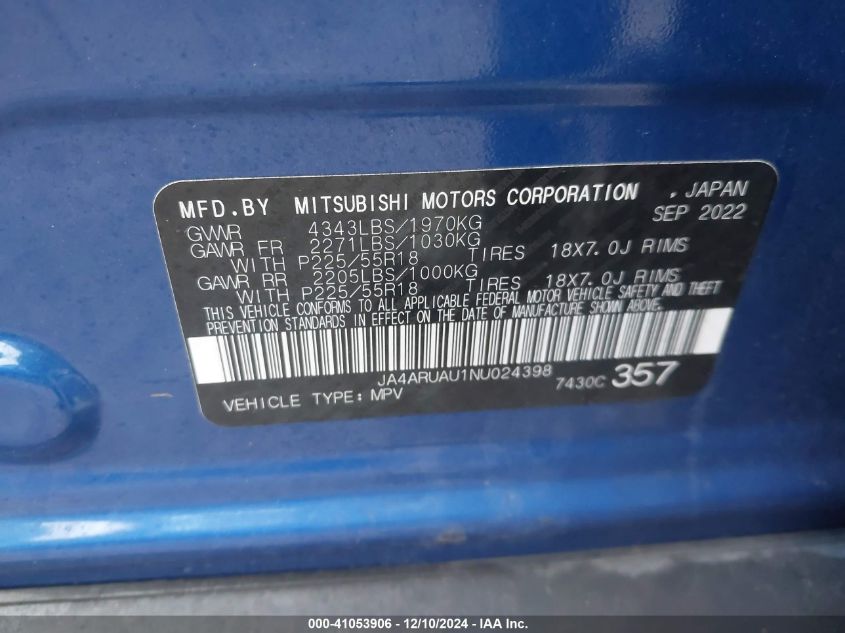 MFD.BY MITSUBISHI MOTORS CORPORATION , JAPAN
SEP 2022
GVWR 4343LBS/1970KG
GAWR FR 2271LBS/1030KG
WITH P225/55R18 TIRES 18X7.0J RIMS
GAWR RR 2205LBS/1000KG
WITH P225/55R18 TIRES 18X7.0J RIMS
THIS VEHICLE CONFORMS TO ALL APPLICABLE FEDERAL MOTOR VEHICLE SAFETY AND THEFT
PREVENTION STANDARDS IN EFFECT ON THE DATE OF MANUFACTURE SHOWN ABOVE.
JA4ARUAU1NU024398
7430C 357
VEHICLE TYPE: MPV
000-41053906 - 12/10/2024 - IAA Inc.